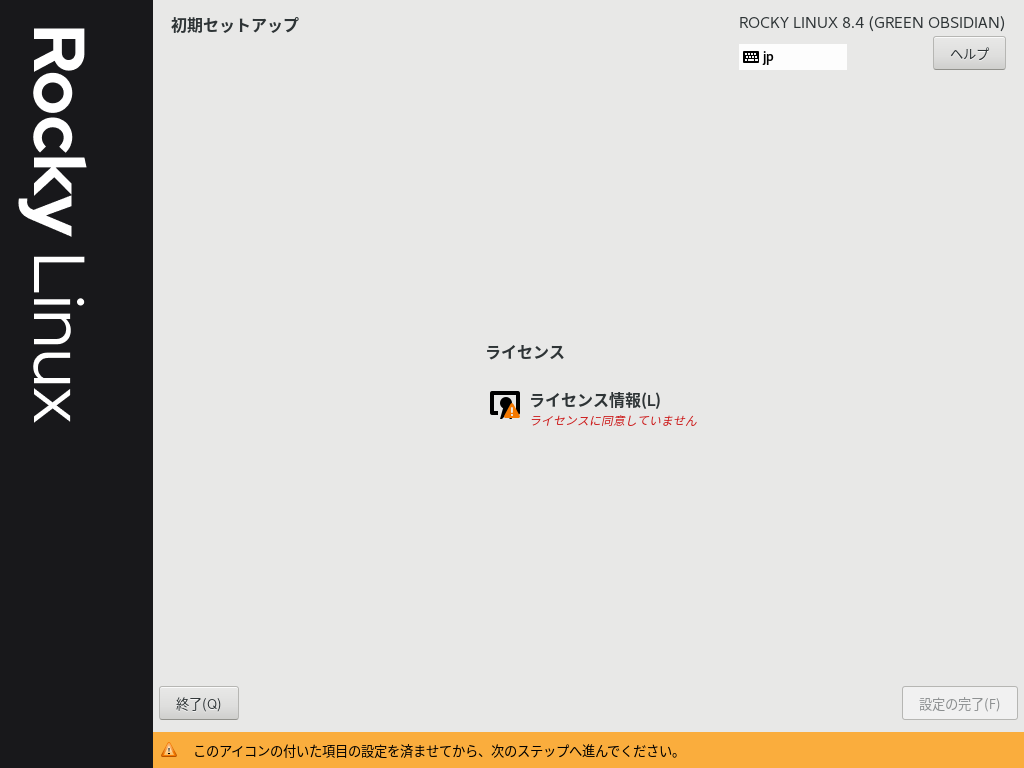 Rocky Linux
初期セットアップ
ROCKY LINUX 8.4 (GREEN OBSIDIAN)
jp
ヘルプ
ライセンス
ライセンス情報(L)
ライセンスに同意していません
終了(Q)
設定の完了(F)
このアイコンの付いた項目の設定を済ませてから、次のステップへ進んでください。